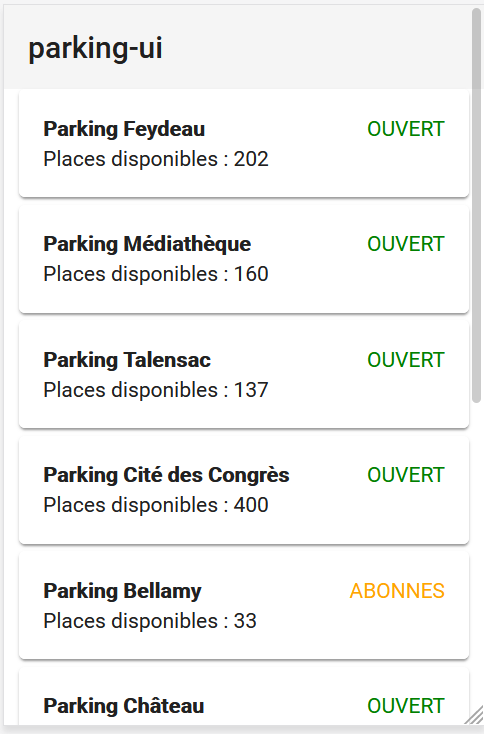 parking-ui
Parking Feydeau OUVERT
Places disponibles : 202
Parking Médiathèque OUVERT
Places disponibles : 160
Parking Talensac OUVERT
Places disponibles : 137
Parking Cité des Congrès OUVERT
Places disponibles : 400
Parking Bellamy ABONNES
Places disponibles : 33
Parking Château OUVERT